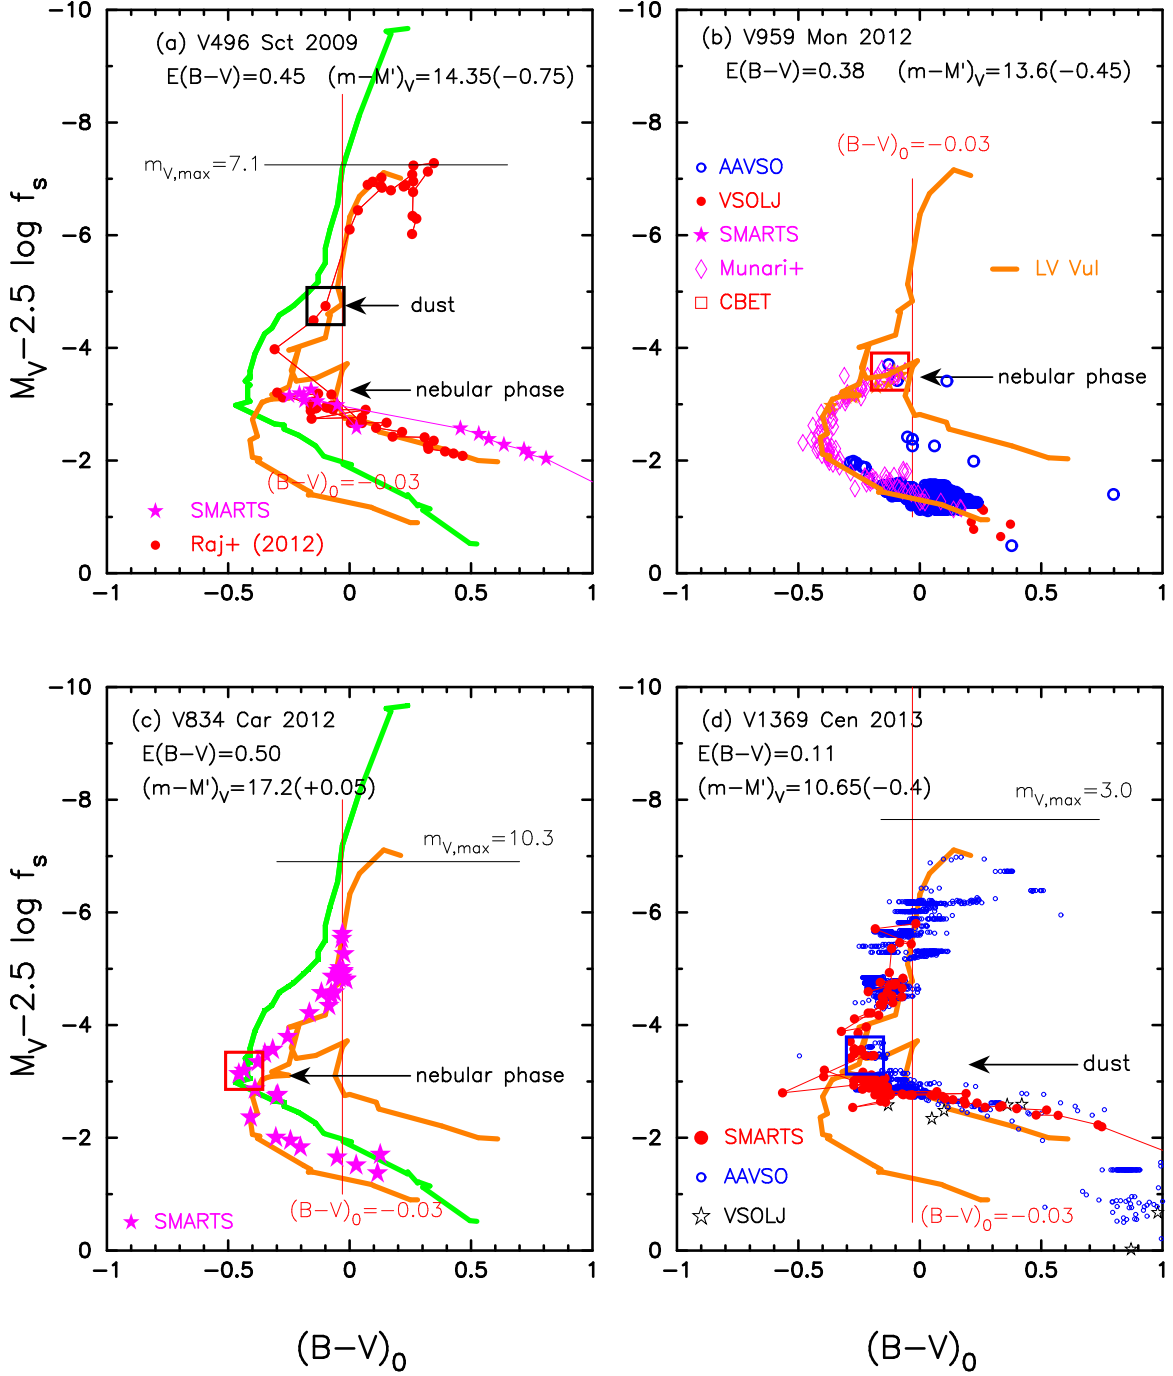 (a) V496 Sct 2009
E(B−V)=0.45 (m−M')V=14.35(−0.75)
mV,max=7.1
dust
nebular phase
(B−V)0=−0.03
SMARTS
Raj+ (2012)
−10
−8
−6
−4
−2
0
−1
−0.5
0
0.5
1
MV−2.5 log fs
(b) V959 Mon 2012
E(B−V)=0.38 (m−M')V=13.6(−0.45)
(B−V)0=−0.03
AAVSO
VSOLJ
SMARTS
Munari+
CBET
LV Vul
nebular phase
−10
−8
−6
−4
−2
0
−1
−0.5
0
0.5
1
(c) V834 Car 2012
E(B−V)=0.50
(m−M')V=17.2(+0.05)
mV,max=10.3
nebular phase
(B−V)0=−0.03
SMARTS
−10
−8
−6
−4
−2
0
−1
−0.5
0
0.5
1
MV−2.5 log fs
(B−V)0
(d) V1369 Cen 2013
E(B−V)=0.11
(m−M')V=10.65(−0.4)
mV,max=3.0
dust
SMARTS
AAVSO
VSOLJ
(B−V)0=−0.03
−10
−8
−6
−4
−2
0
−1
−0.5
0
0.5
1
(B−V)0